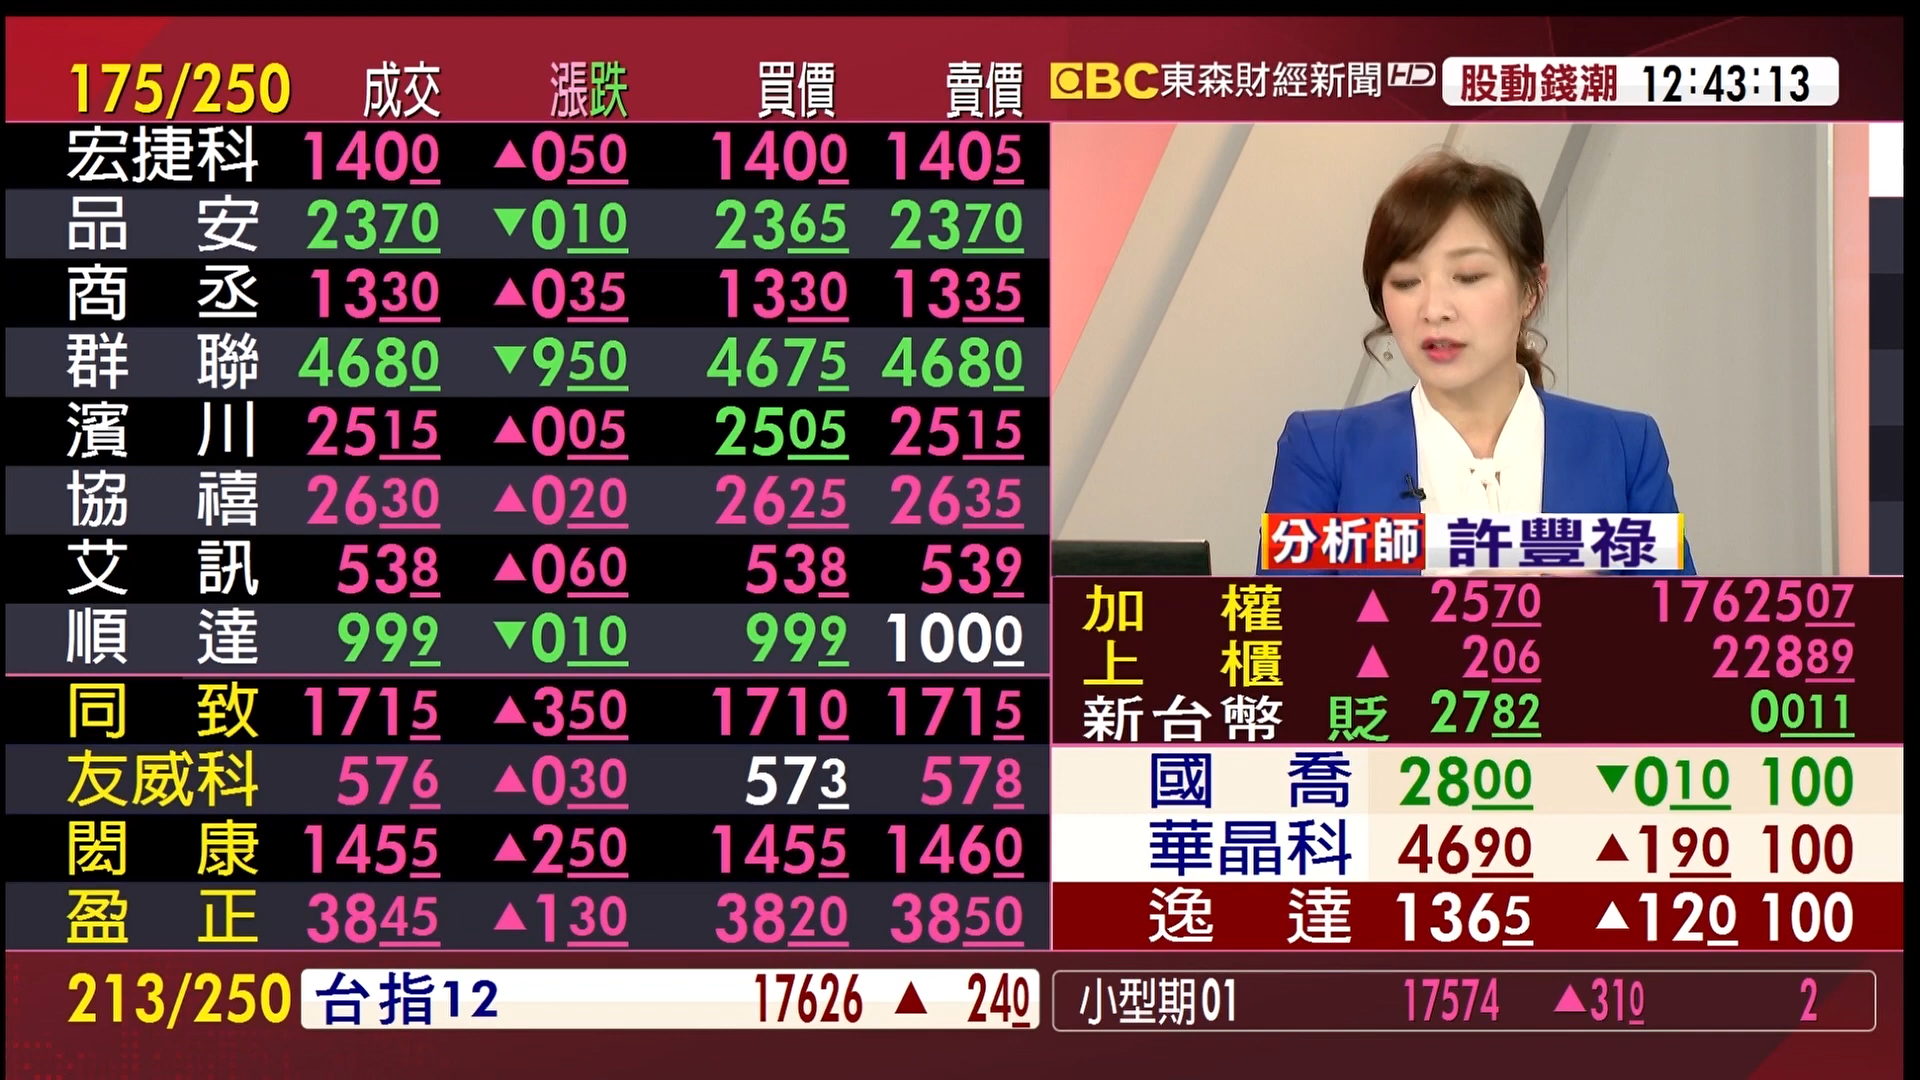 175/250 成交 漲跌 買價 賣價
宏捷科 1400 ▲050 1400 1405
品安 2370 ▼010 2365 2370
商丞 1330 ▲035 1330 1335
群聯 4680 ▼950 4675 4680
濱川 2515 ▲005 2505 2515
協禧 2630 ▲020 2625 2635
艾訊 538 ▲060 538 539
順達 999 ▼010 999 1000
同致 1715 ▲350 1710 1715
友威科 576 ▲030 573 578
閎康 1455 ▲250 1455 1460
盈正 3845 ▲130 3820 3850
213/250 台指12 17626 ▲ 240
EBC東森財經新聞HD 股動錢潮 12:43:13
分析師 許豐祿
加權 ▲ 2570 1762507
上櫃 ▲ 206 22889
新台幣 貶 2782 0011
國喬 2800 ▼010 100
華晶科 4690 ▲190 100
逸達 1365 ▲120 100
小型期01 17574 ▲310 2